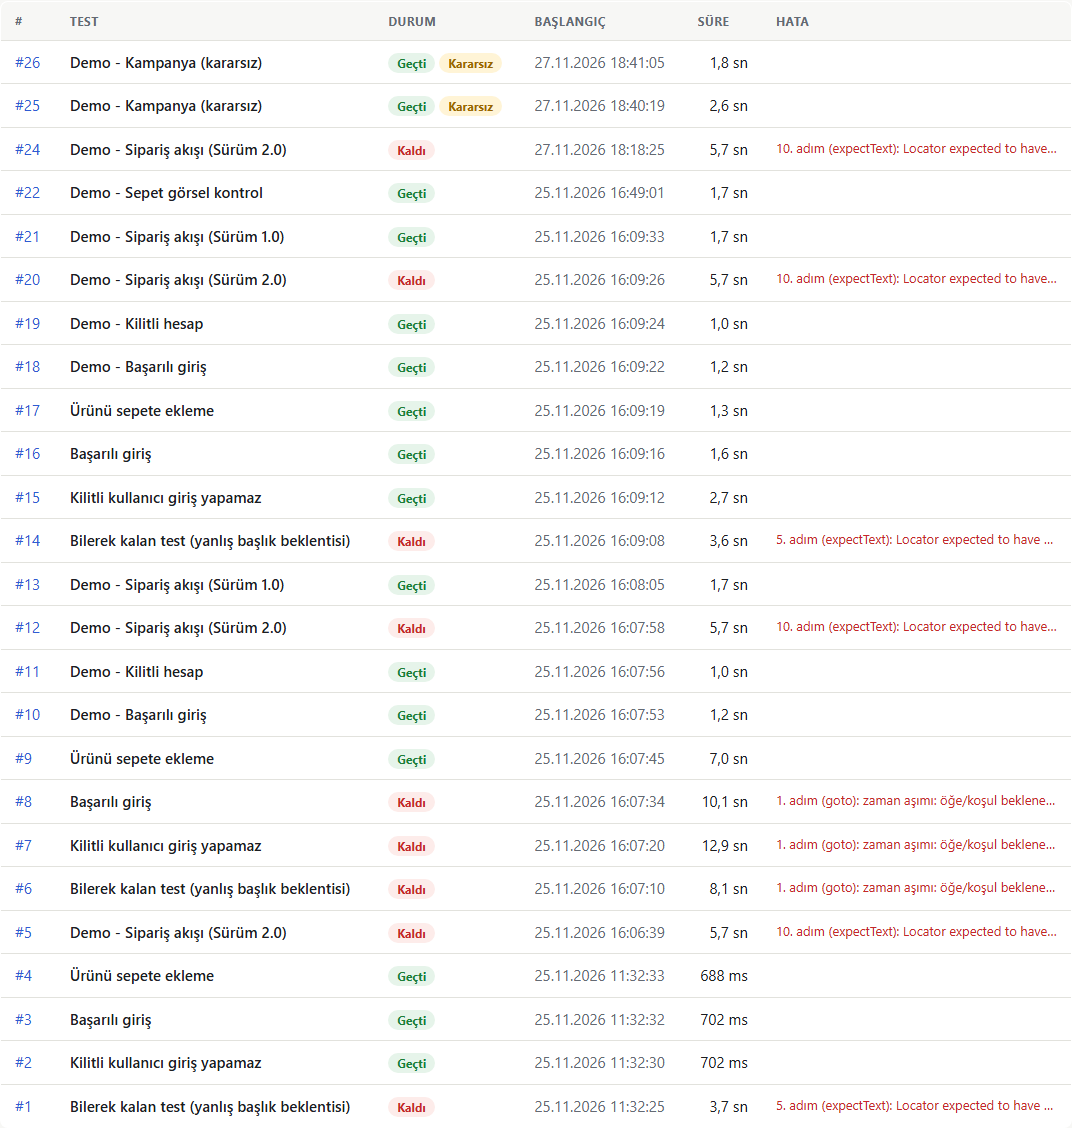 # TEST DURUM BAŞLANGIÇ SÜRE HATA
#26 Demo - Kampanya (kararsız) Geçti Kararsız 27.11.2026 18:41:05 1,8 sn
#25 Demo - Kampanya (kararsız) Geçti Kararsız 27.11.2026 18:40:19 2,6 sn
#24 Demo - Sipariş akışı (Sürüm 2.0) Kaldı 27.11.2026 18:18:25 5,7 sn 10. adım (expectText): Locator expected to have...
#22 Demo - Sepet görsel kontrol Geçti 25.11.2026 16:49:01 1,7 sn
#21 Demo - Sipariş akışı (Sürüm 1.0) Geçti 25.11.2026 16:09:33 1,7 sn
#20 Demo - Sipariş akışı (Sürüm 2.0) Kaldı 25.11.2026 16:09:26 5,7 sn 10. adım (expectText): Locator expected to have...
#19 Demo - Kilitli hesap Geçti 25.11.2026 16:09:24 1,0 sn
#18 Demo - Başarılı giriş Geçti 25.11.2026 16:09:22 1,2 sn
#17 Ürünü sepete ekleme Geçti 25.11.2026 16:09:19 1,3 sn
#16 Başarılı giriş Geçti 25.11.2026 16:09:16 1,6 sn
#15 Kilitli kullanıcı giriş yapamaz Geçti 25.11.2026 16:09:12 2,7 sn
#14 Bilerek kalan test (yanlış başlık beklentisi) Kaldı 25.11.2026 16:09:08 3,6 sn 5. adım (expectText): Locator expected to have ...
#13 Demo - Sipariş akışı (Sürüm 1.0) Geçti 25.11.2026 16:08:05 1,7 sn
#12 Demo - Sipariş akışı (Sürüm 2.0) Kaldı 25.11.2026 16:07:58 5,7 sn 10. adım (expectText): Locator expected to have...
#11 Demo - Kilitli hesap Geçti 25.11.2026 16:07:56 1,0 sn
#10 Demo - Başarılı giriş Geçti 25.11.2026 16:07:53 1,2 sn
#9 Ürünü sepete ekleme Geçti 25.11.2026 16:07:45 7,0 sn
#8 Başarılı giriş Kaldı 25.11.2026 16:07:34 10,1 sn 1. adım (goto): zaman aşımı: öğe/koşul beklene...
#7 Kilitli kullanıcı giriş yapamaz Kaldı 25.11.2026 16:07:20 12,9 sn 1. adım (goto): zaman aşımı: öğe/koşul beklene...
#6 Bilerek kalan test (yanlış başlık beklentisi) Kaldı 25.11.2026 16:07:10 8,1 sn 1. adım (goto): zaman aşımı: öğe/koşul beklene...
#5 Demo - Sipariş akışı (Sürüm 2.0) Kaldı 25.11.2026 16:06:39 5,7 sn 10. adım (expectText): Locator expected to have...
#4 Ürünü sepete ekleme Geçti 25.11.2026 11:32:33 688 ms
#3 Başarılı giriş Geçti 25.11.2026 11:32:32 702 ms
#2 Kilitli kullanıcı giriş yapamaz Geçti 25.11.2026 11:32:30 702 ms
#1 Bilerek kalan test (yanlış başlık beklentisi) Kaldı 25.11.2026 11:32:25 3,7 sn 5. adım (expectText): Locator expected to have ...